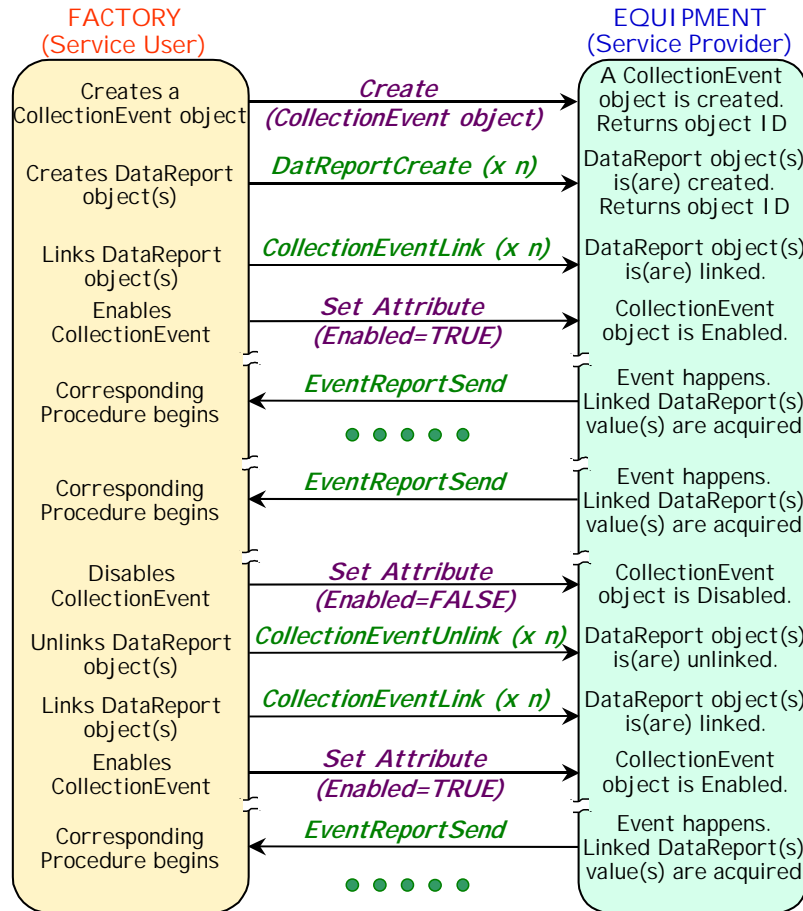 FACTORY
(Service User)
EQUIPMENT
(Service Provider)
Creates a
CollectionEvent object
Create
(CollectionEvent object)
A CollectionEvent
object is created.
Returns object ID
Creates DataReport
object(s)
DatReportCreate (x n)
DataReport object(s)
is(are) created.
Returns object ID
Links DataReport
object(s)
CollectionEventLink (x n)
DataReport object(s)
is(are) linked.
Enables
CollectionEvent
Set Attribute
(Enabled=TRUE)
CollectionEvent
object is Enabled.
Corresponding
Procedure begins
EventReportSend
Event happens.
Linked DataReport(s)
value(s) are acquired
Corresponding
Procedure begins
EventReportSend
Event happens.
Linked DataReport(s)
value(s) are acquired
Disables
CollectionEvent
Set Attribute
(Enabled=FALSE)
CollectionEvent
object is Disabled.
Unlinks DataReport
object(s)
CollectionEventUnlink (x n)
DataReport object(s)
is(are) unlinked.
Links DataReport
object(s)
CollectionEventLink (x n)
DataReport object(s)
is(are) linked.
Enables
CollectionEvent
Set Attribute
(Enabled=TRUE)
CollectionEvent
object is Enabled.
Corresponding
Procedure begins
EventReportSend
Event happens.
Linked DataReport(s)
value(s) are acquired